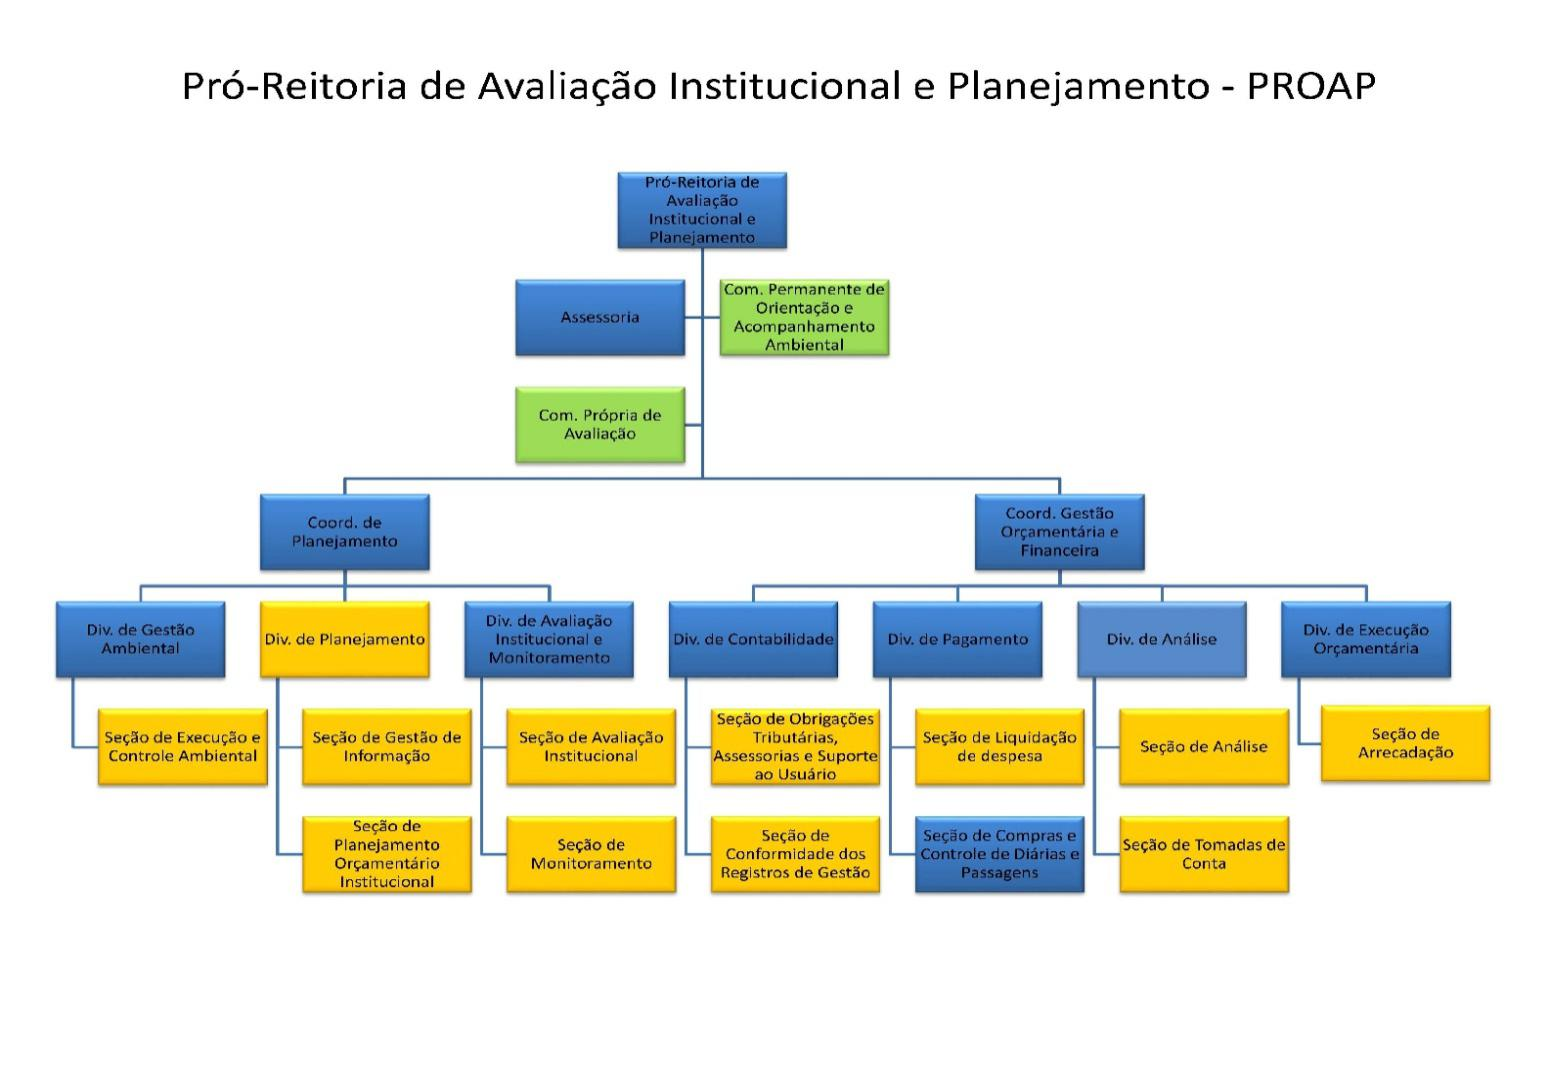 Pró-Reitoria de Avaliação Institucional e Planejamento - PROAP
Pró-Reitoria de
Avaliação
Institucional e
Planejamento
Assessoria
Com. Permanente de
Orientação e
Acompanhamento
Ambiental
Com. Própria de
Avaliação
Coord. de
Planejamento
Coord. Gestão
Orçamentária e
Financeira
Div. de Gestão
Ambiental
Div. de Planejamento
Div. de Avaliação
Institucional e
Monitoramento
Div. de Contabilidade
Div. de Pagamento
Div. de Análise
Div. de Execução
Orçamentária
Seção de Execução e
Controle Ambiental
Seção de Gestão de
Informação
Seção de Avaliação
Institucional
Seção de Obrigações
Tributárias,
Assessorias e Suporte
ao Usuário
Seção de Liquidação
de despesa
Seção de Análise
Seção de
Arrecadação
Seção de
Planejamento
Orçamentário
Institucional
Seção de
Monitoramento
Seção de
Conformidade dos
Registros de Gestão
Seção de Compras e
Controle de Diárias e
Passagens
Seção de Tomadas de
Conta